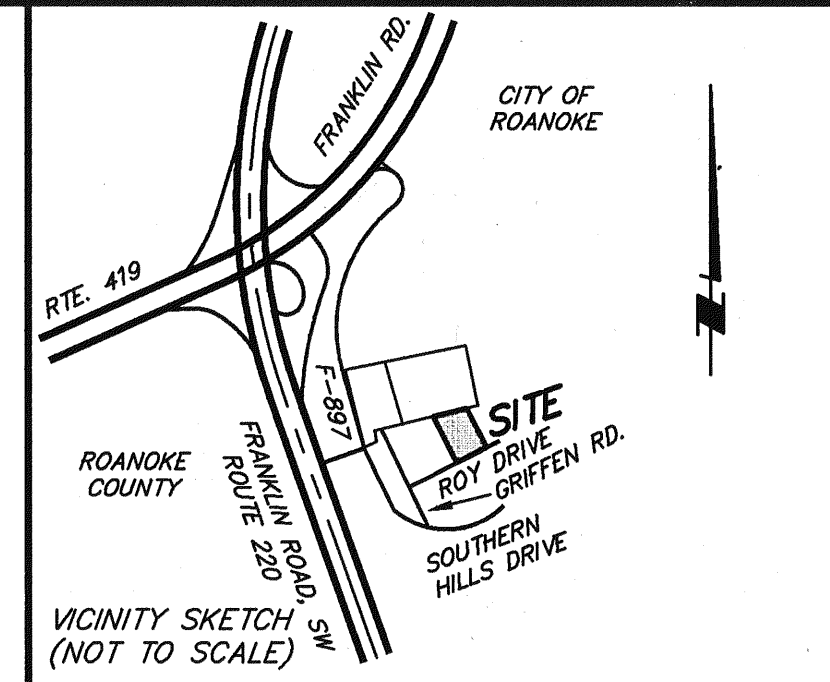 FRANKLIN RD.
CITY OF
ROANOKE
RTE. 419
N
F-897
SITE
ROY DRIVE
GRIFFEN RD.
ROANOKE
COUNTY
FRANKLIN ROAD, SW
ROUTE 220
SOUTHERN
HILLS DRIVE
VICINITY SKETCH
(NOT TO SCALE)